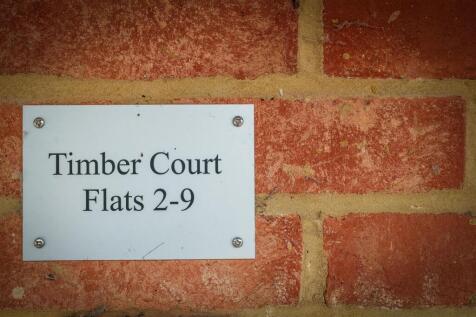 Timber Court
Flats 2-9